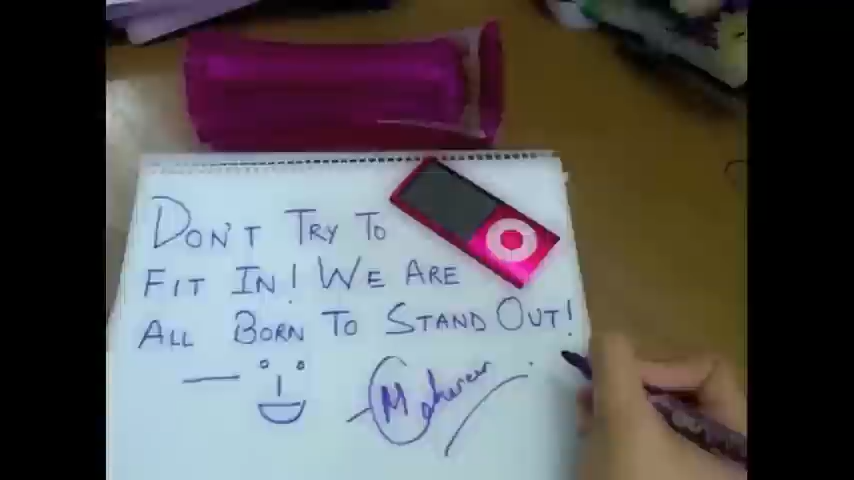 DON'T TRY TO
FIT IN! WE ARE
ALL BORN TO STAND OUT!